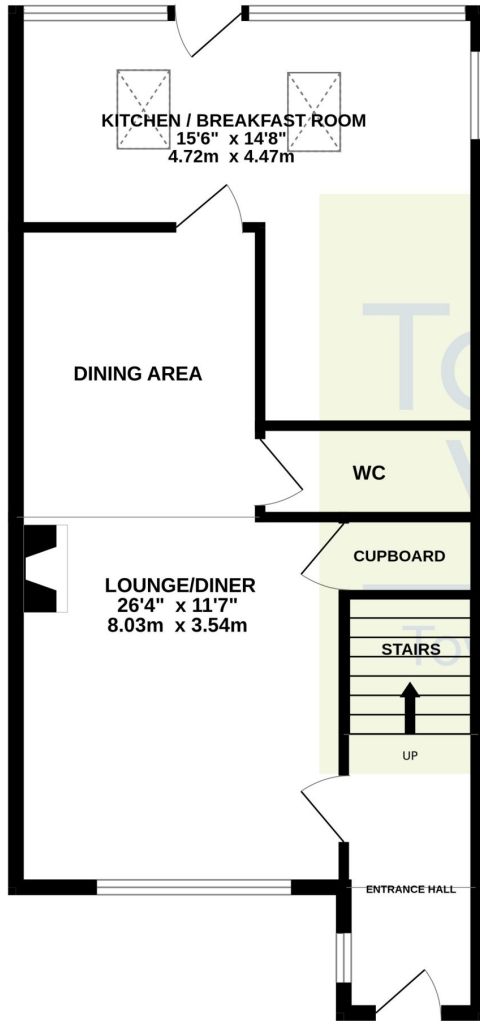 KITCHEN / BREAKFAST ROOM
15'6" x 14'8"
4.72m x 4.47m
DINING AREA
WC
CUPBOARD
LOUNGE/DINER
26'4" x 11'7"
8.03m x 3.54m
STAIRS
UP
ENTRANCE HALL